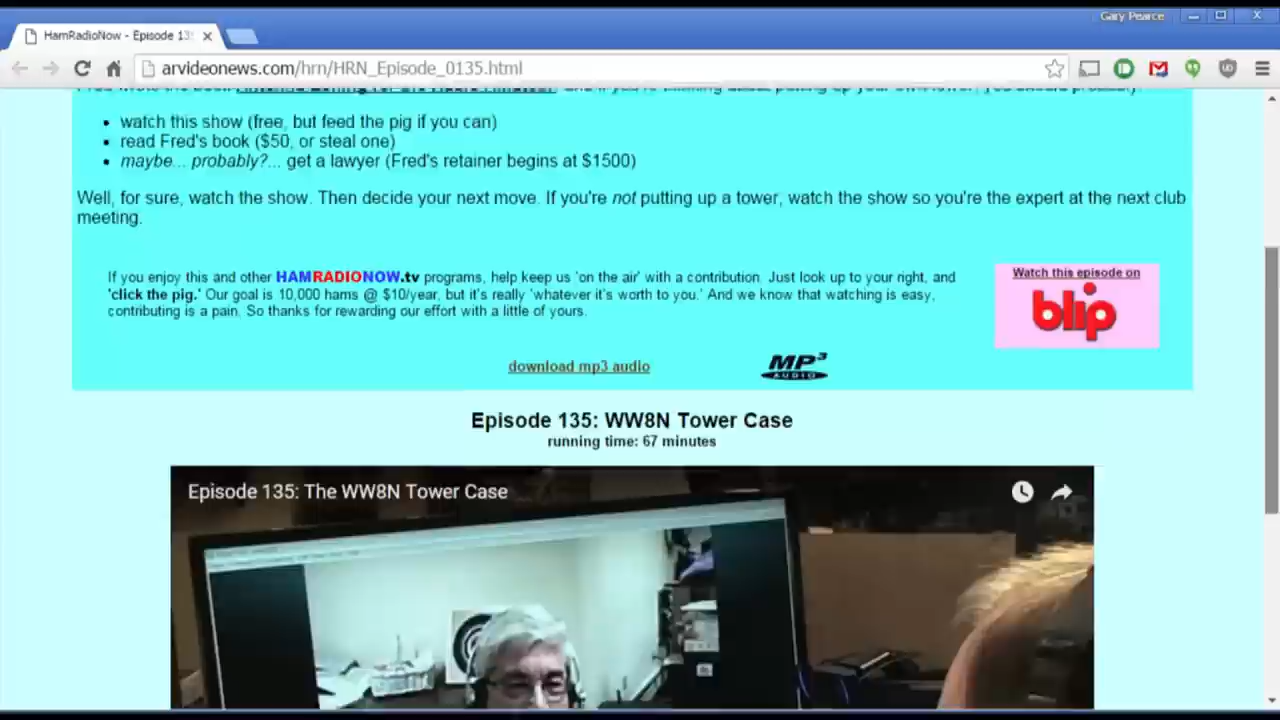 Gary Pearce
HamRadioNow - Episode 13
arvideonews.com/hrn/HRN_Episode_0135.html
watch this show (free, but feed the pig if you can)
read Fred's book ($50, or steal one)
maybe... probably?... get a lawyer (Fred's retainer begins at $1500)
Well, for sure, watch the show. Then decide your next move. If you're not putting up a tower, watch the show so you're the expert at the next club
meeting.
If you enjoy this and other HAMRADIONOW.tv programs, help keep us 'on the air' with a contribution. Just look up to your right, and
'click the pig.' Our goal is 10,000 hams @ $10/year, but it's really 'whatever it's worth to you.' And we know that watching is easy,
contributing is a pain. So thanks for rewarding our effort with a little of yours.
Watch this episode on
blip
download mp3 audio
MP3
AUDIO
Episode 135: WW8N Tower Case
running time: 67 minutes
Episode 135: The WW8N Tower Case